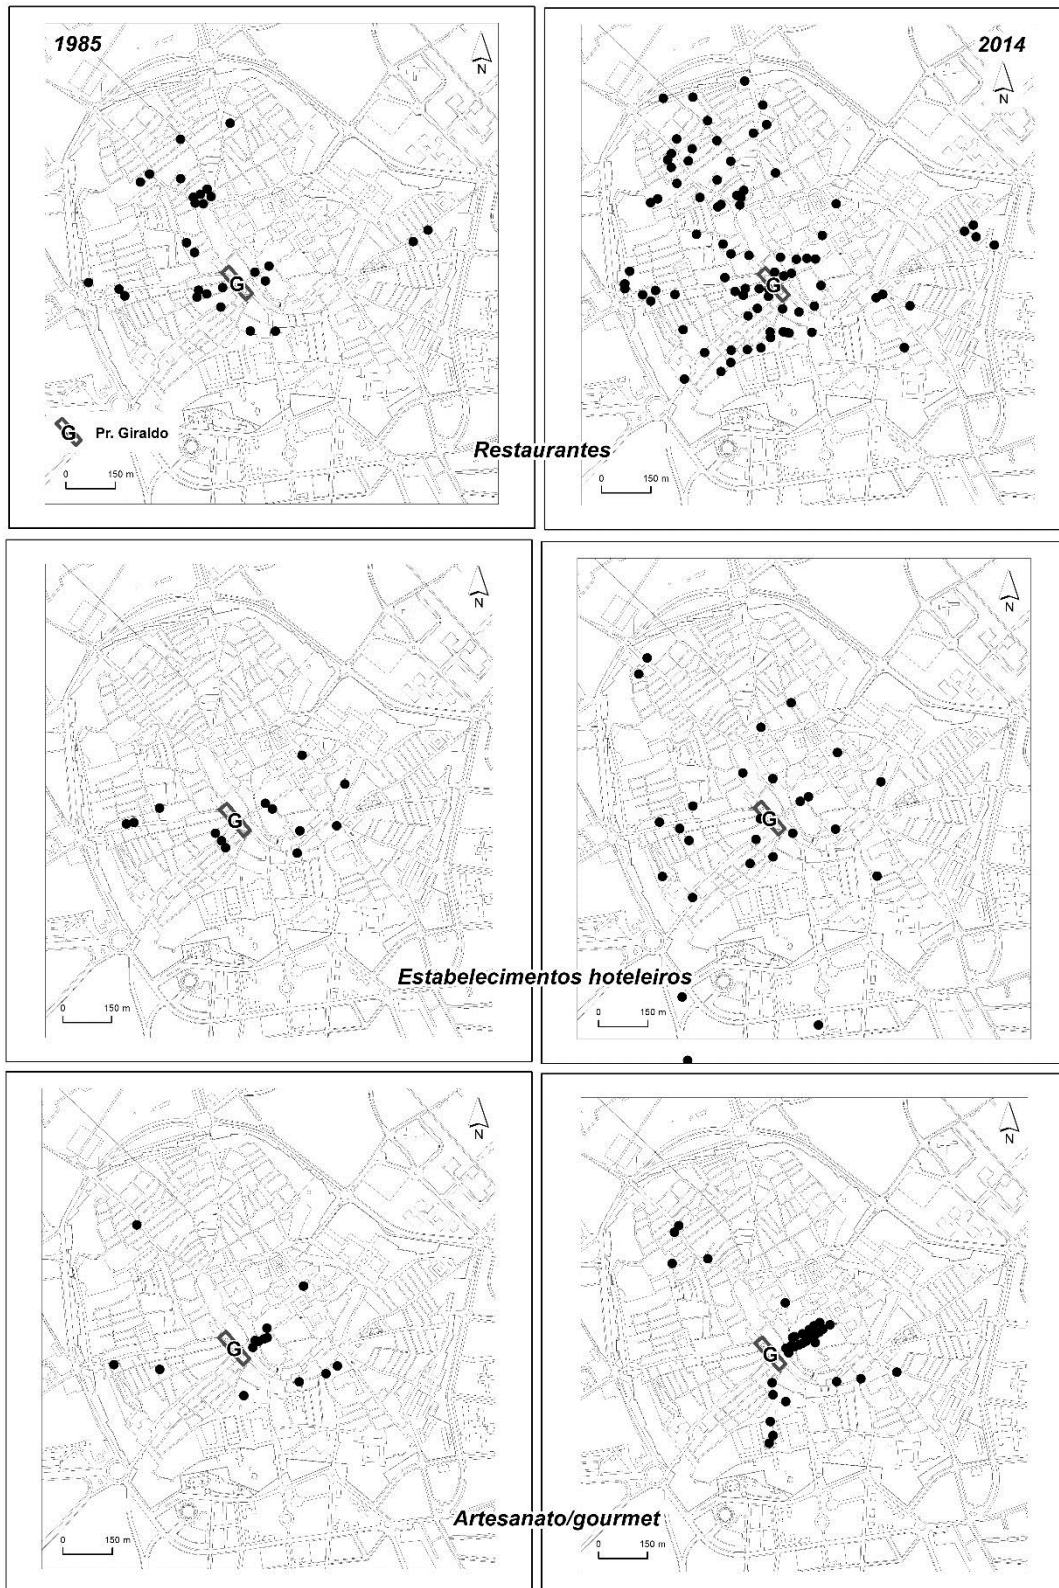 1985
N
2014
N
G
G
G Pr. Giraldo
0 150 m
Restaurantes
0 150 m
N
N
G
G
Estabelecimentos hoteleiros
0 150 m
0 150 m
N
N
G
G
Artesanato/gourmet
0 150 m
0 150 m